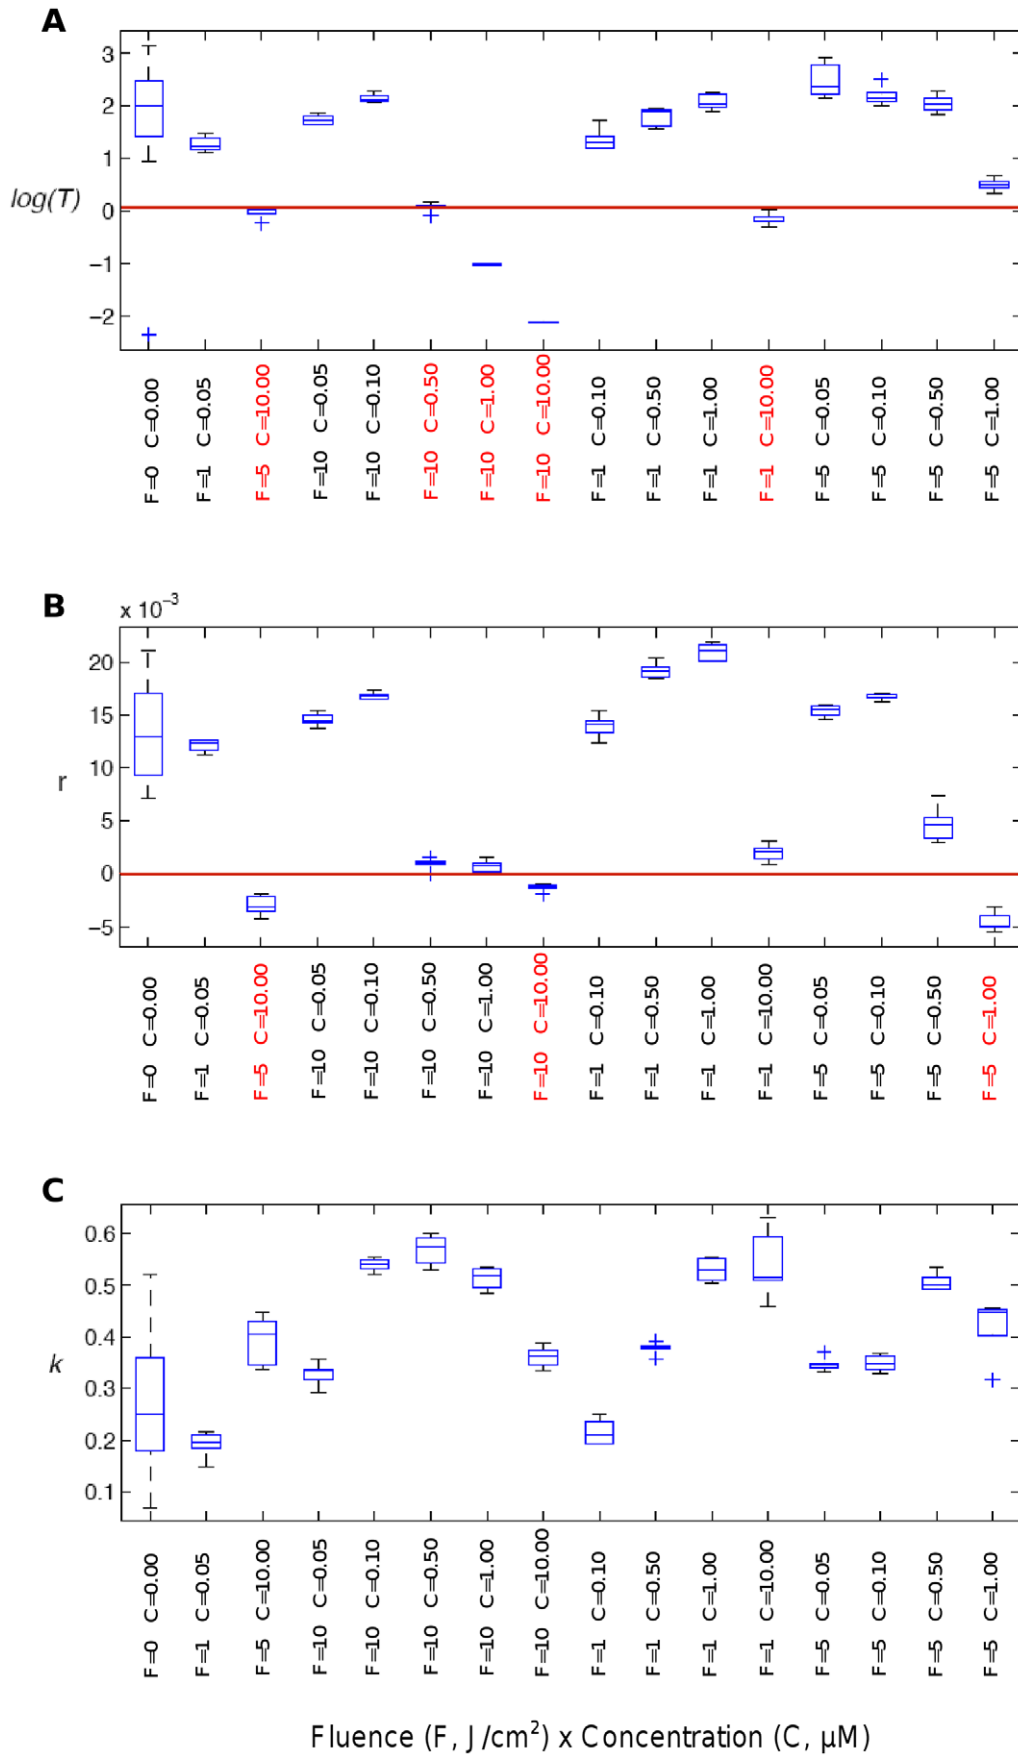 A
3
2
1
log(T)
0
−1
−2
F=0 C=0.00
F=1 C=0.05
F=5 C=10.00
F=10 C=0.05
F=10 C=0.10
F=10 C=0.50
F=10 C=1.00
F=10 C=10.00
F=1 C=0.10
F=1 C=0.50
F=1 C=1.00
F=1 C=10.00
F=5 C=0.05
F=5 C=0.10
F=5 C=0.50
F=5 C=1.00
B
x 10⁻³
20
15
10
r
5
0
−5
F=0 C=0.00
F=1 C=0.05
F=5 C=10.00
F=10 C=0.05
F=10 C=0.10
F=10 C=0.50
F=10 C=1.00
F=10 C=10.00
F=1 C=0.10
F=1 C=0.50
F=1 C=1.00
F=1 C=10.00
F=5 C=0.05
F=5 C=0.10
F=5 C=0.50
F=5 C=1.00
C
0.6
0.5
0.4
k
0.3
0.2
0.1
F=0 C=0.00
F=1 C=0.05
F=5 C=10.00
F=10 C=0.05
F=10 C=0.10
F=10 C=0.50
F=10 C=1.00
F=10 C=10.00
F=1 C=0.10
F=1 C=0.50
F=1 C=1.00
F=1 C=10.00
F=5 C=0.05
F=5 C=0.10
F=5 C=0.50
F=5 C=1.00
Fluence (F, J/cm²) x Concentration (C, μM)